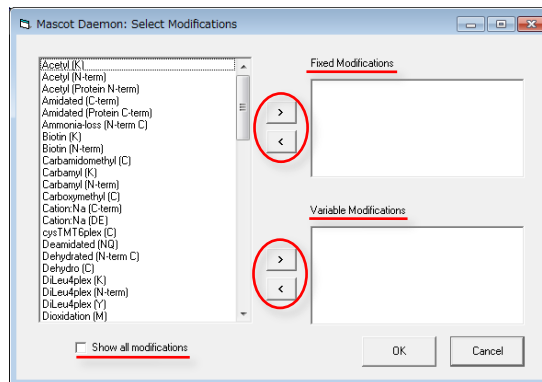 Mascot Daemon: Select Modifications
Acetyl (K)
Acetyl (N-term)
Acetyl (Protein N-term)
Amidated (C-term)
Amidated (Protein C-term)
Ammonia-loss (N-term C)
Biotin (K)
Biotin (N-term)
Carbamidomethyl (C)
Carbamyl (K)
Carbamyl (N-term)
Carboxymethyl (C)
Cation:Na (C-term)
Cation:Na (DE)
cysTMT6plex (C)
Deamidated (NQ)
Dehydrated (N-term C)
Dehydro (C)
DiLeu4plex (K)
DiLeu4plex (N-term)
DiLeu4plex (Y)
Dioxidation (M)
Fixed Modifications
>
<
Variable Modifications
>
<
Show all modifications
OK
Cancel